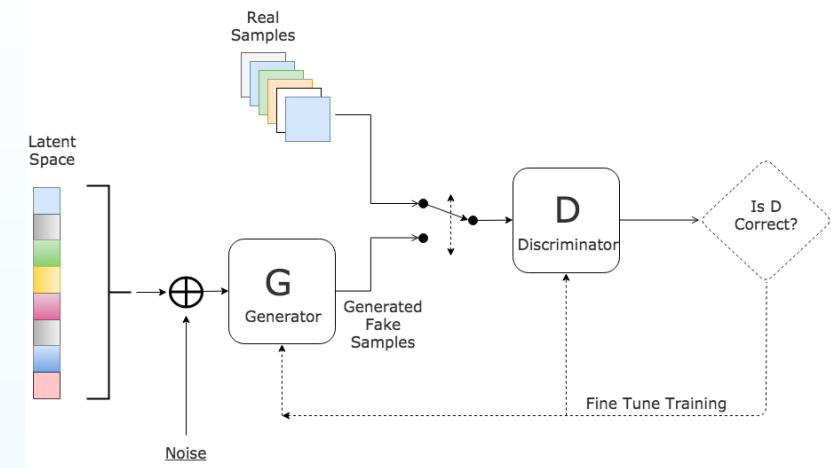 Real
Samples
Latent
Space
Is D
Correct?
D
Discriminator
G
Generator
Generated
Fake
Samples
Fine Tune Training
Noise